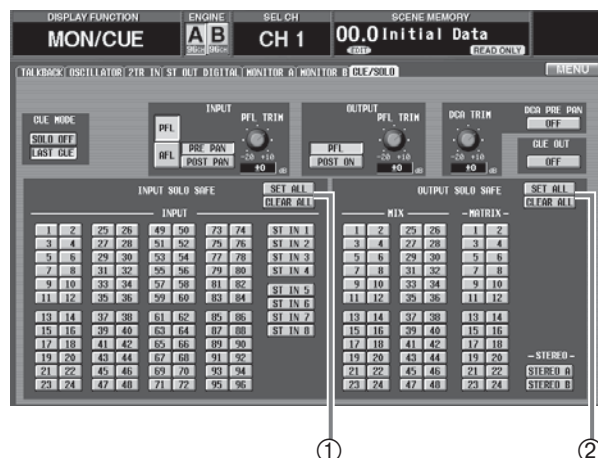 DISPLAY FUNCTION ENGINE SEL CH SCENE MEMORY
MON/CUE A B CH 1 00.0 Initial Data
EDIT READ ONLY
TALKBACK OSCILLATOR 2TR IN ST OUT DIGITAL MONITOR A MONITOR B CUE/SOLO MENU
CUE MODE
SOLO OFF
LAST CUE
INPUT
PFL
AFL
PRE PAN
POST PAN
PFL TRIM
-20 +10
±0 dB
OUTPUT
PFL
POST ON
PFL TRIM
-20 +10
±0 dB
DCA TRIM
-20 +10
±0 dB
DCA PRE PAN
OFF
CUE OUT
OFF
INPUT SOLO SAFE SET ALL
CLEAR ALL
INPUT
1 2 25 26 49 50 73 74 ST IN 1
3 4 27 28 51 52 75 76 ST IN 2
5 6 29 30 53 54 77 78 ST IN 3
7 8 31 32 55 56 79 80 ST IN 4
9 10 33 34 57 58 81 82 ST IN 5
11 12 35 36 59 60 83 84 ST IN 6
13 14 37 38 61 62 85 86 ST IN 7
15 16 39 40 63 64 87 88 ST IN 8
17 18 41 42 65 66 89 90
19 20 43 44 67 68 91 92
21 22 45 46 69 70 93 94
23 24 47 48 71 72 95 96
OUTPUT SOLO SAFE SET ALL
CLEAR ALL
MIX -MATRIX-
1 2 25 26 1 2
3 4 27 28 3 4
5 6 29 30 5 6
7 8 31 32 7 8
9 10 33 34 9 10
11 12 35 36 11 12
13 14 37 38 13 14
15 16 39 40 15 16
17 18 41 42 17 18
19 20 43 44 19 20 -STEREO-
21 22 45 46 21 22 STEREO A
23 24 47 48 23 24 STEREO B
① ②